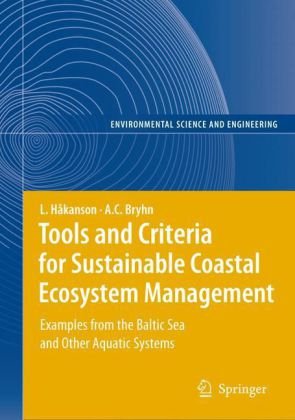 ENVIRONMENTAL SCIENCE AND ENGINEERING
L. Håkanson · A.C. Bryhn
Tools and Criteria
for Sustainable Coastal
Ecosystem Management
Examples from the Baltic Sea
and Other Aquatic Systems
Springer